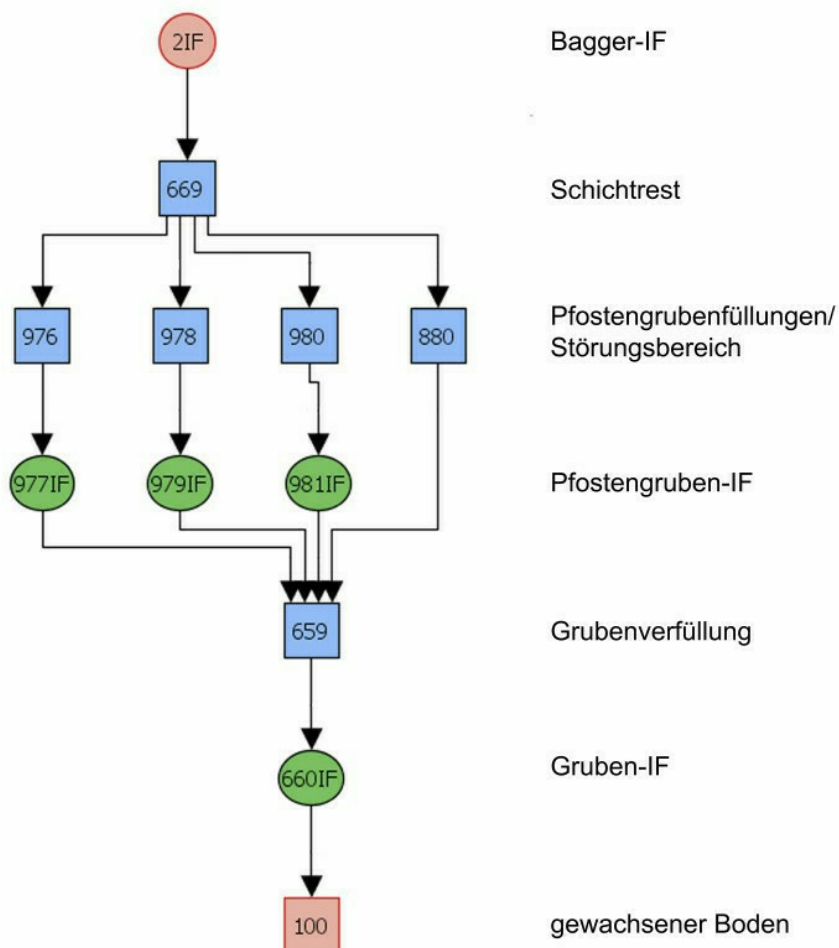 2IF Bagger-IF
669 Schichtrest
976 978 980 880 Pfostengrubenfüllungen/
Störungsbereich
977IF 979IF 981IF Pfostengruben-IF
659 Grubenverfüllung
660IF Gruben-IF
100 gewachsener Boden